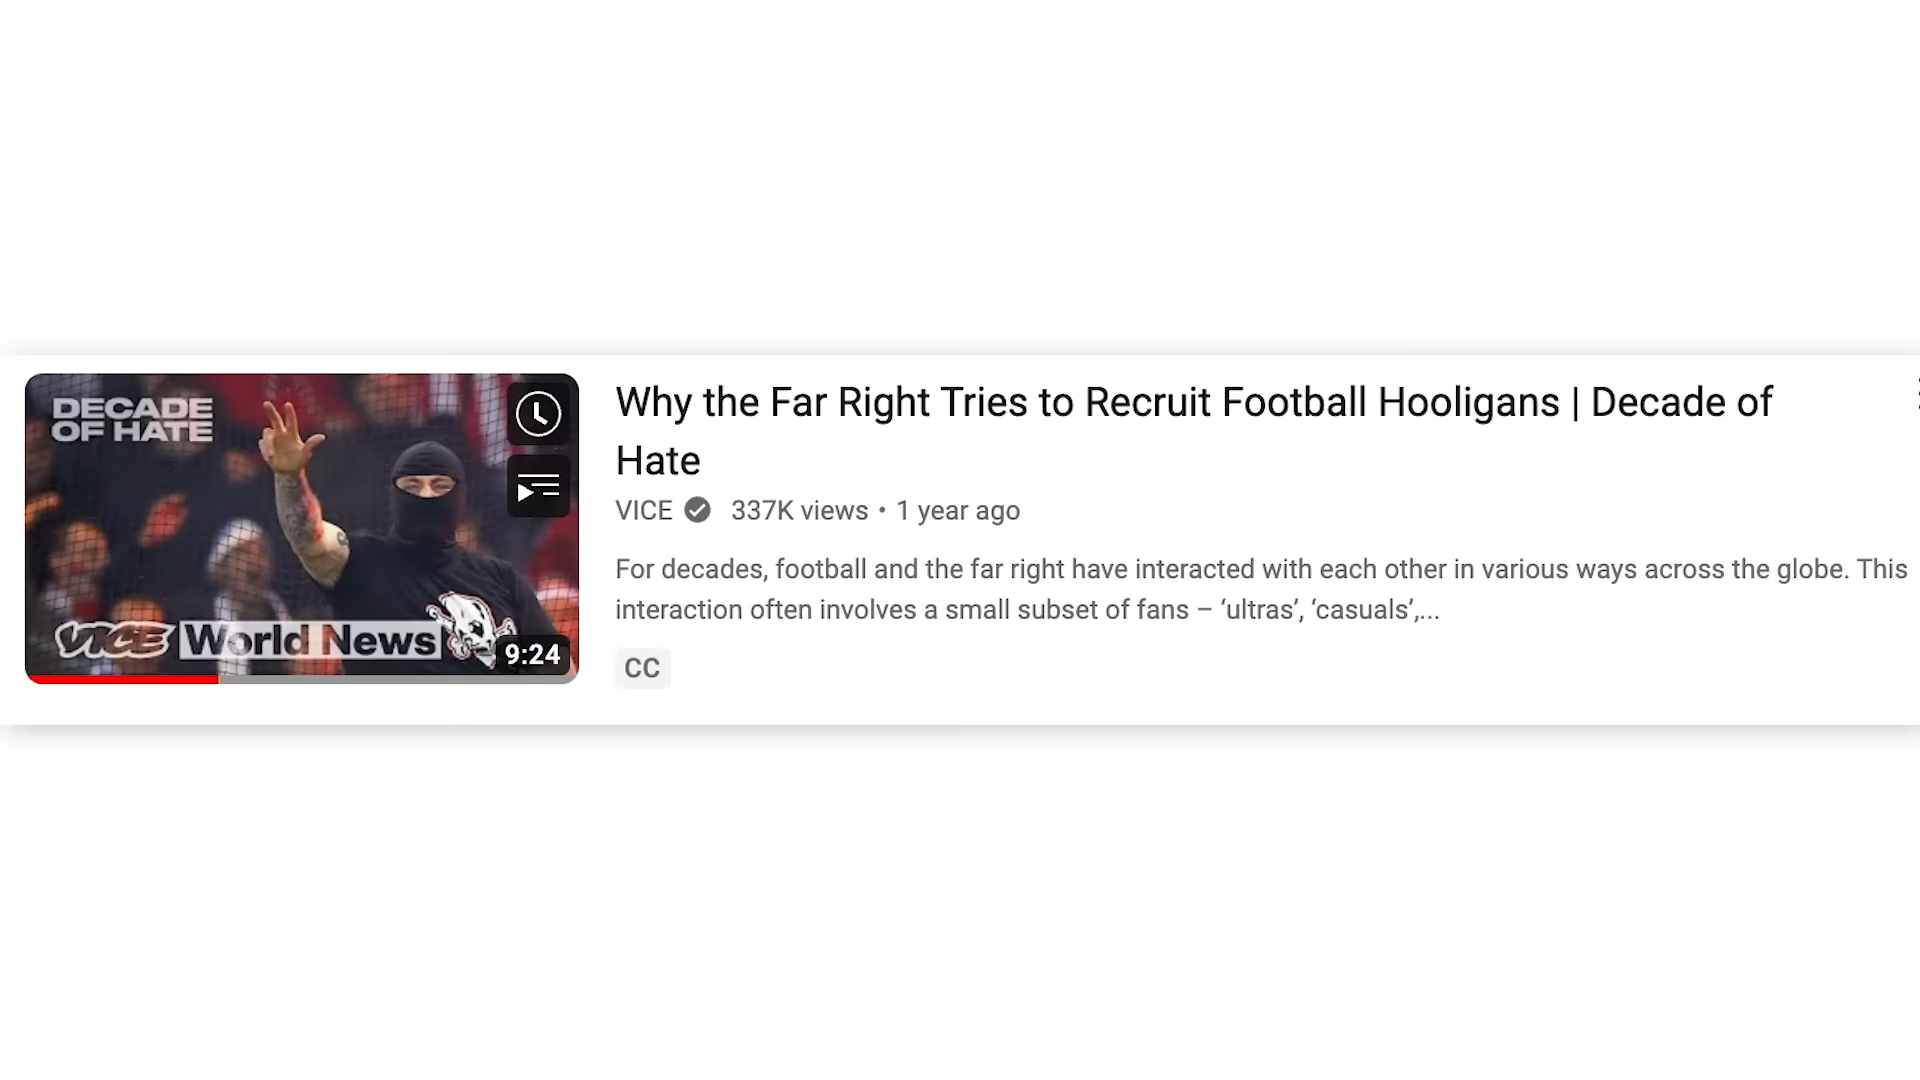 DECADE
OF HATE
VICE World News
9:24
Why the Far Right Tries to Recruit Football Hooligans | Decade of
Hate
VICE 337K views • 1 year ago
For decades, football and the far right have interacted with each other in various ways across the globe. This
interaction often involves a small subset of fans – ‘ultras’, ‘casuals’,...
CC